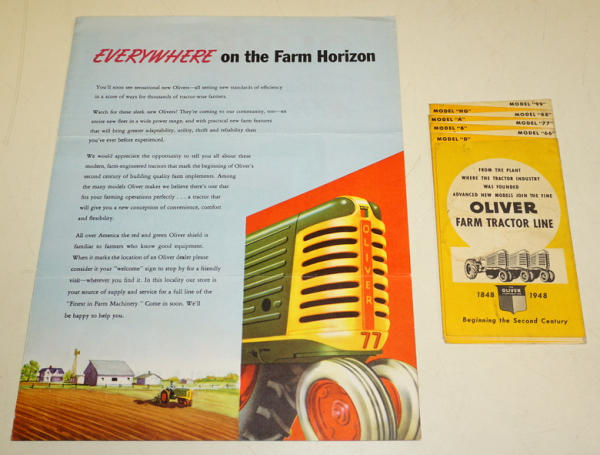 EVERYWHERE on the Farm Horizon
You'll soon see sensational new Olivers—all setting new standards of efficiency
in a score of ways for thousands of tractor-wise farmers.
Watch for these sleek new Olivers! They're coming to our community, too—an
entire new fleet in a wide power range, and with practical new farm features
that will bring greater adaptability, utility, thrift and reliability than
you've ever before experienced.
We would appreciate the opportunity to tell you all about these
modern, farm-engineered tractors that mark the beginning of Oliver's
second century of building quality farm implements. Among
the many models Oliver makes we believe there's one that
fits your farming operations perfectly . . . a tractor that
will give you a new conception of convenience, comfort
and flexibility.
All over America the red and green Oliver shield is
familiar to farmers who know good equipment.
When it marks the location of an Oliver dealer please
consider it your "welcome" sign to stop by for a friendly
visit—wherever you find it. In this locality our store is
your source of supply and service for a full line of the
"Finest in Farm Machinery." Come in soon. We'll
be happy to help you.
OLIVER
77
MODEL "99"
MODEL "HG"
MODEL "88"
MODEL "A"
MODEL "77"
MODEL "B"
MODEL "66"
MODEL "D"
FROM THE PLANT
WHERE THE TRACTOR INDUSTRY
WAS FOUNDED
ADVANCED NEW MODELS JOIN THE FINE
OLIVER
FARM TRACTOR LINE
1848 OLIVER 1948
Beginning the Second Century